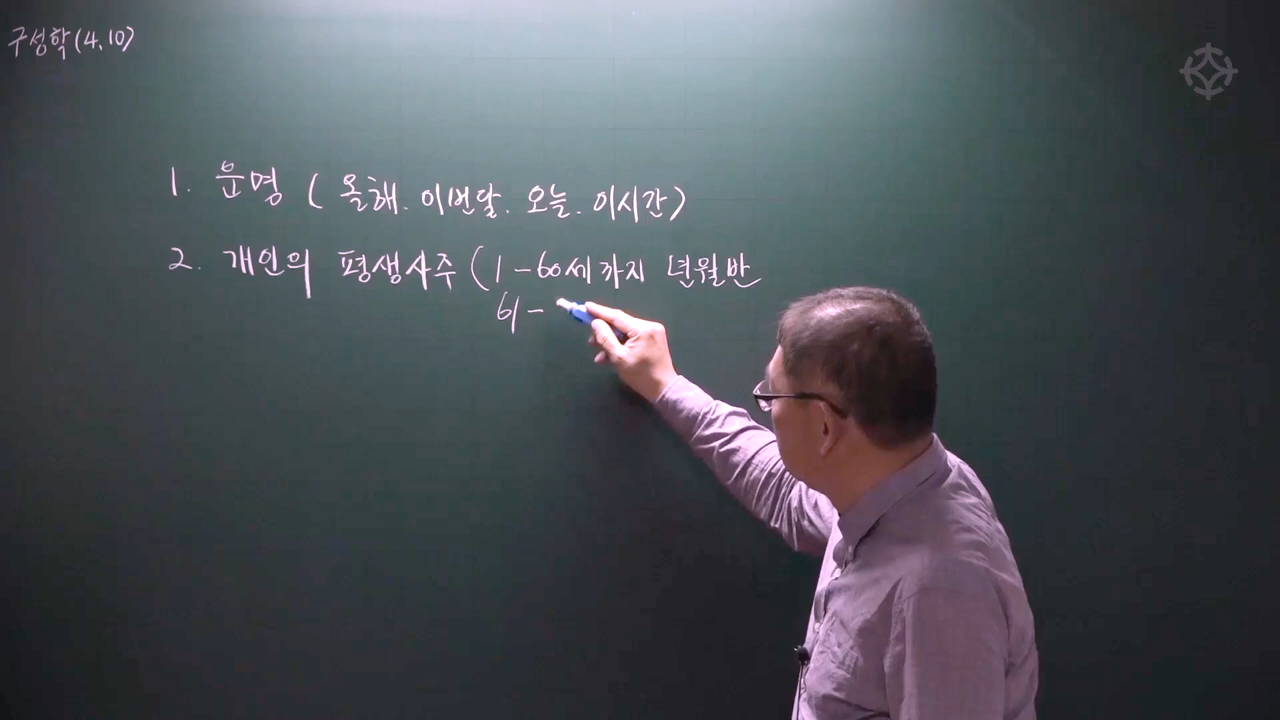 구성학(4.10)
1. 운명 ( 올해. 이번달. 오늘. 이시간)
2. 개인의 평생사주 (1-60세까지 년월반
61-